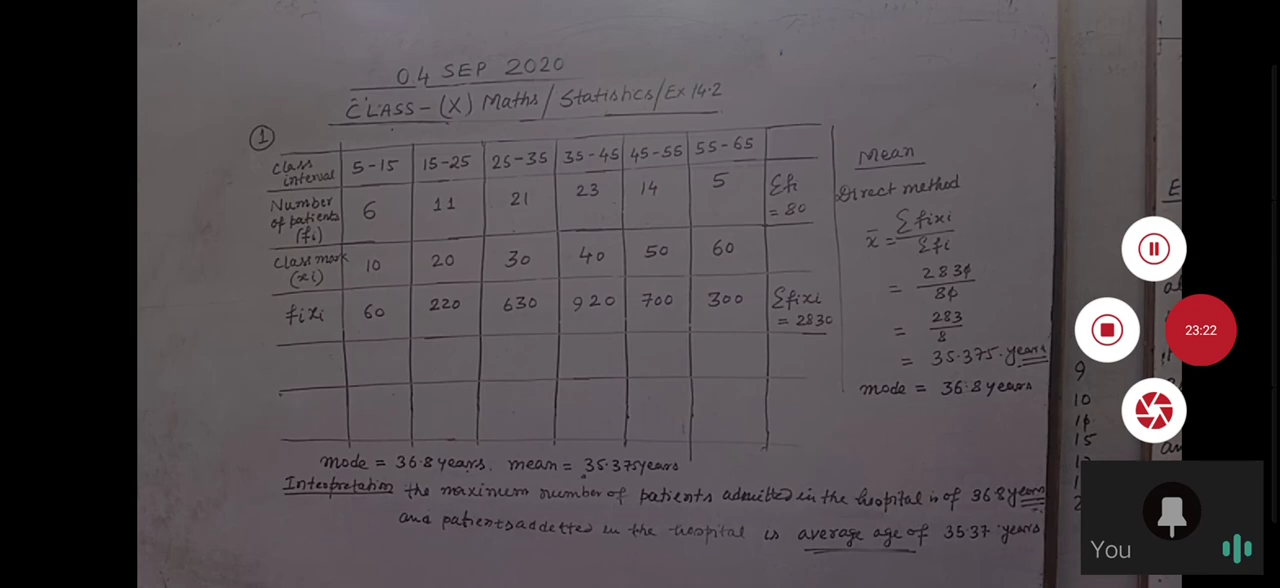 04 SEP 2020
CLASS-(X) Maths/Statistics/Ex 14.2
1
Class interval 5-15 15-25 25-35 35-45 45-55 55-65
Number of patients (fi) 6 11 21 23 14 5 Σfi = 80
Class mark (xi) 10 20 30 40 50 60
fixi 60 220 630 920 700 300 Σfixi = 2830
mode = 36.8 years, mean = 35.375years
Interpretation the maximum number of patients admitted in the hospital is of 36.8 years
and patients addetted in the hospital is average age of 35.37 years
Mean
Direct method
x̄ = Σfixi / Σfi
= 2830 / 80
= 283 / 8
= 35.375 years
mode = 36.8 years
9
10
15
23:22
You